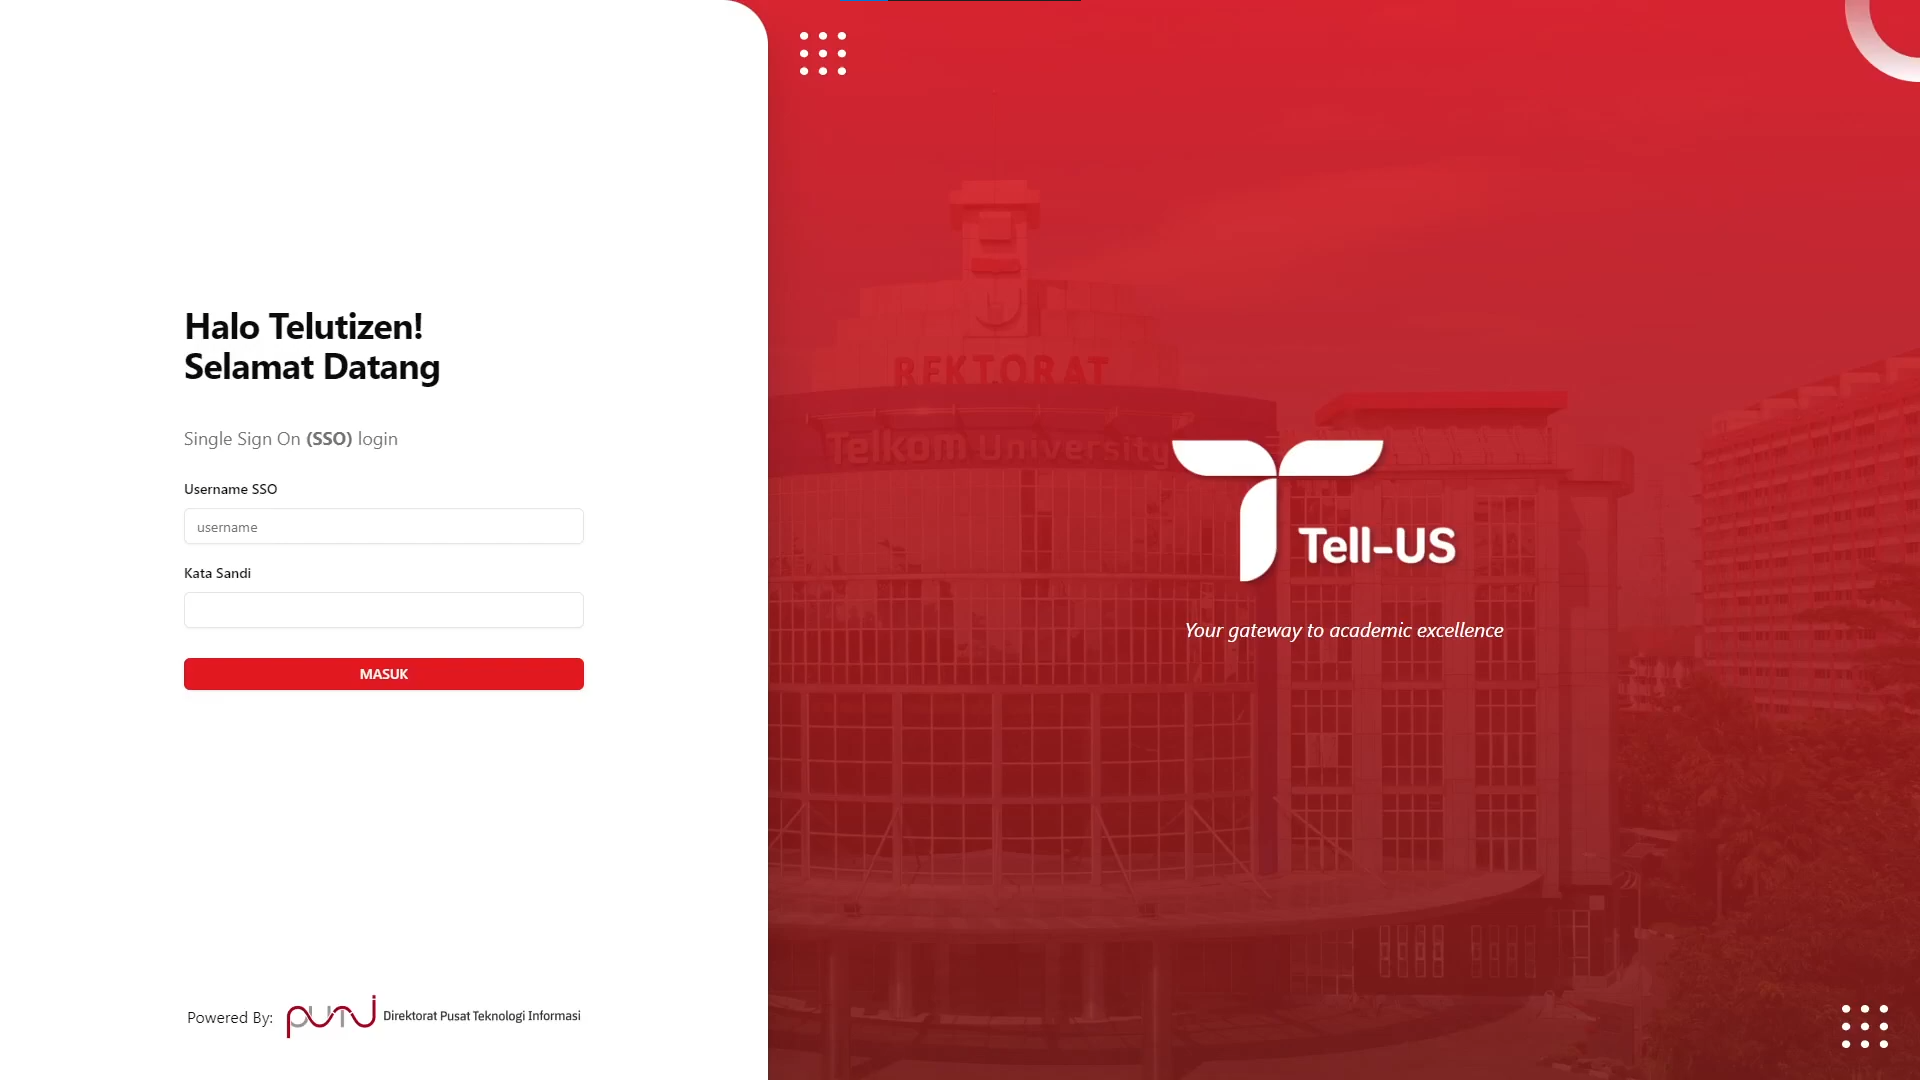 Halo Telutizen!
Selamat Datang
Single Sign On (SSO) login
Username SSO
username
Kata Sandi
MASUK
Powered By:
puti Direktorat Pusat Teknologi Informasi
REKTORAT
Telkom University
Tell-US
Your gateway to academic excellence